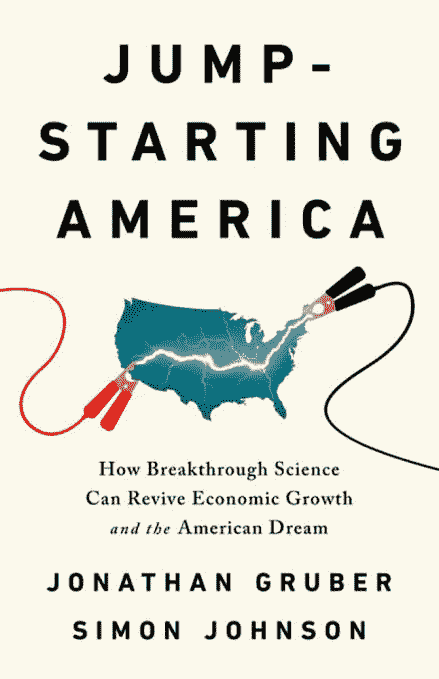 JUMP-
STARTING
AMERICA
How Breakthrough Science
Can Revive Economic Growth
and the American Dream
JONATHAN GRUBER
SIMON JOHNSON